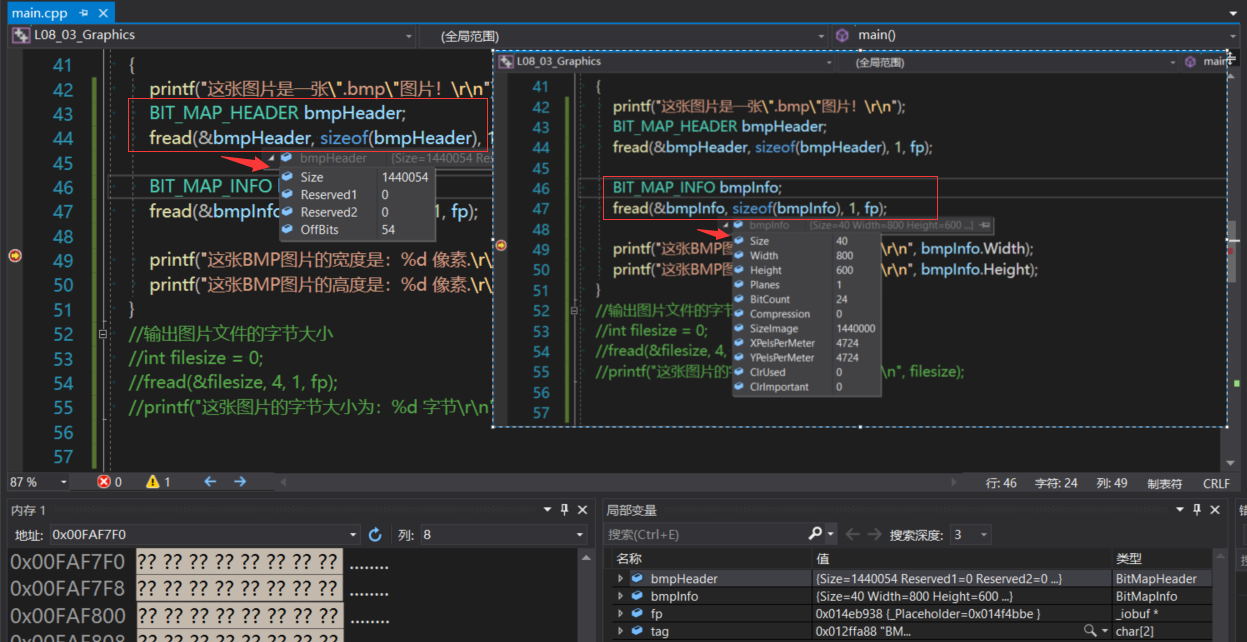 main.cpp
L08_03_Graphics
(全局范围)
main()
41 {
42 printf("这张图片是一张\".bmp\"图片！\r\n"
43 BIT_MAP_HEADER bmpHeader;
44 fread(&bmpHeader, sizeof(bmpHeader), 1
bmpHeader {Size=1440054 Res
45
Size 1440054
46 BIT_MAP_INFO
Reserved1 0
47 fread(&bmpInfo 1, fp);
Reserved2 0
48
OffBits 54
49 printf("这张BMP图片的宽度是：%d 像素.\r\
50 printf("这张BMP图片的高度是：%d 像素.\r\
51 }
52 //输出图片文件的字节大小
53 //int filesize = 0;
54 //fread(&filesize, 4, 1, fp);
55 //printf("这张图片的字节大小为：%d 字节\r\n"
56
57
L08_03_Graphics
(全局范围)
main
41 {
42 printf("这张图片是一张\".bmp\"图片！\r\n");
43 BIT_MAP_HEADER bmpHeader;
44 fread(&bmpHeader, sizeof(bmpHeader), 1, fp);
45
46 BIT_MAP_INFO bmpInfo;
47 fread(&bmpInfo, sizeof(bmpInfo), 1, fp);
bmpInfo {Size=40 Width=800 Height=600 ...}
48
Size 40
49 printf("这张BMP图 \r\n", bmpInfo.Width);
Width 800
50 printf("这张BMP图 \r\n", bmpInfo.Height);
Height 600
51 }
Planes 1
BitCount 24
52 //输出图片文件的字节
Compression 0
53 //int filesize = 0;
SizeImage 1440000
54 //fread(&filesize, 4,
XPelsPerMeter 4724
YPelsPerMeter 4724
55 //printf("这张图片的 \n", filesize);
ClrUsed 0
ClrImportant 0
56
57
87 %
0
1
行: 46 字符: 24 列: 49 制表符 CRLF
内存 1
地址: 0x00FAF7F0
列: 8
0x00FAF7F0 ?? ?? ?? ?? ?? ?? ?? ?? ........
0x00FAF7F8 ?? ?? ?? ?? ?? ?? ?? ?? ........
0x00FAF800 ?? ?? ?? ?? ?? ?? ?? ?? ........
0x00FAF808 ?? ?? ?? ?? ?? ?? ?? ??
局部变量
搜索(Ctrl+E)
搜索深度: 3
名称 值 类型
bmpHeader {Size=1440054 Reserved1=0 Reserved2=0 ...} BitMapHeader
bmpInfo {Size=40 Width=800 Height=600 ...} BitMapInfo
fp 0x014eb938 {_Placeholder=0x014f4bbe } _iobuf *
tag 0x012ffa88 "BM... char[2]